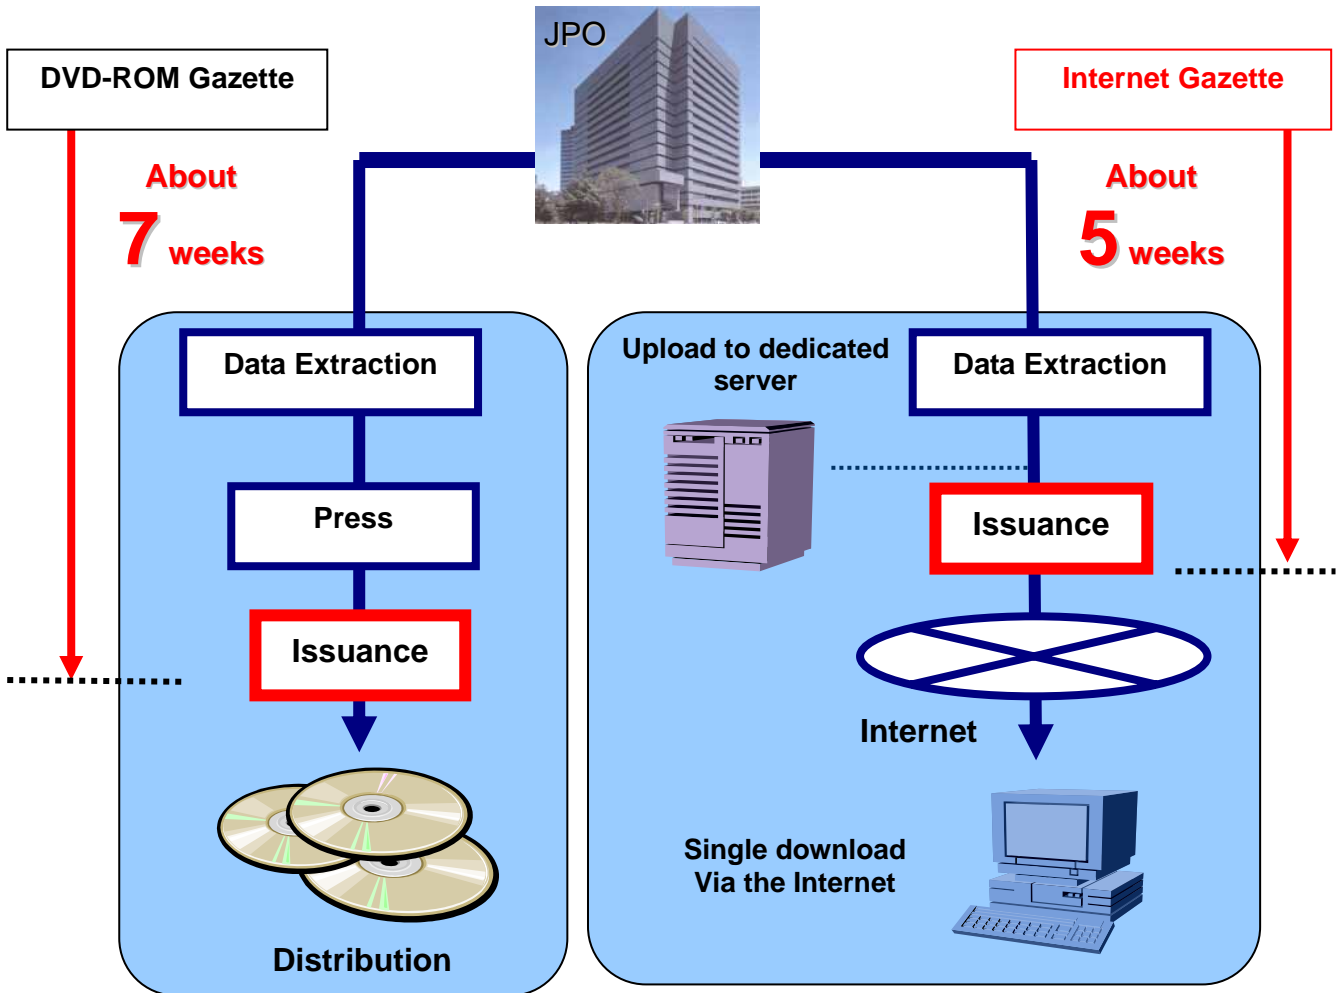 JPO
DVD-ROM Gazette
Internet Gazette
About
7 weeks
About
5 weeks
Data Extraction
Press
Issuance
Distribution
Upload to dedicated
server
Data Extraction
Issuance
Internet
Single download
Via the Internet